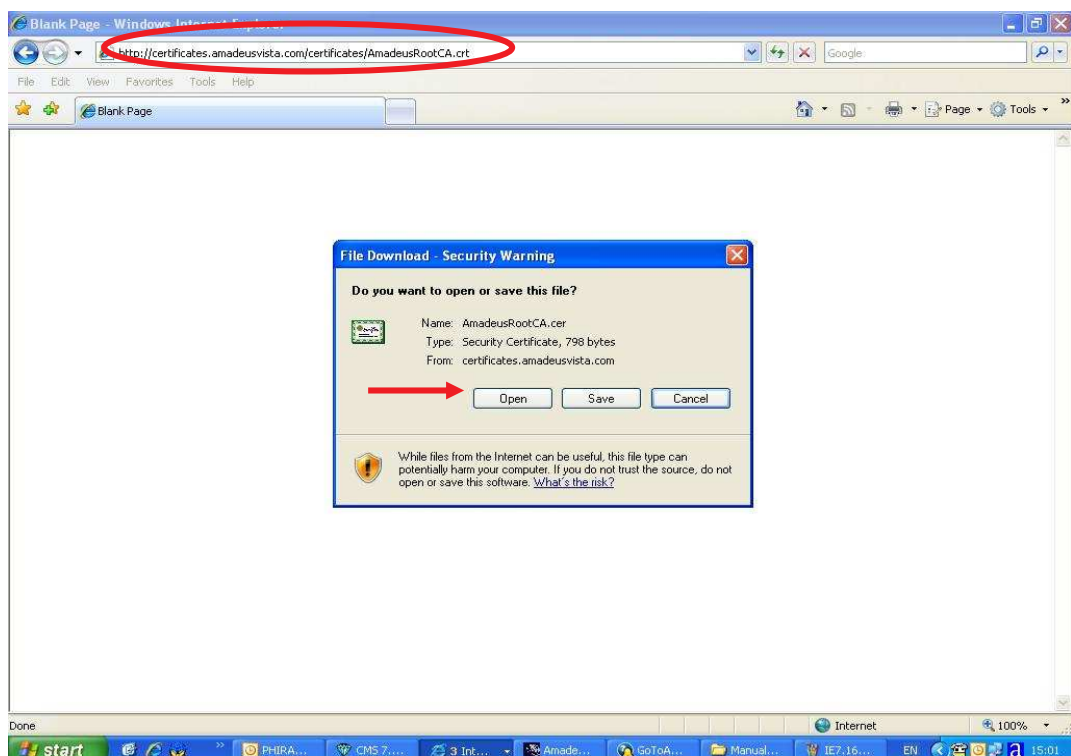 Blank Page - Windows Internet Explorer
http://certificates.amadeusvista.com/certificates/AmadeusRootCA.crt
Google
File Edit View Favorites Tools Help
Blank Page
Page Tools »
File Download - Security Warning
Do you want to open or save this file?
Name: AmadeusRootCA.cer
Type: Security Certificate, 798 bytes
From: certificates.amadeusvista.com
Open Save Cancel
While files from the Internet can be useful, this file type can
potentially harm your computer. If you do not trust the source, do not
open or save this software. What's the risk?
Done Internet 100%
start » PHIRA... CMS 7.... 3 Int... Amade... GoToA... Manual... IE7.16... EN a 15:01